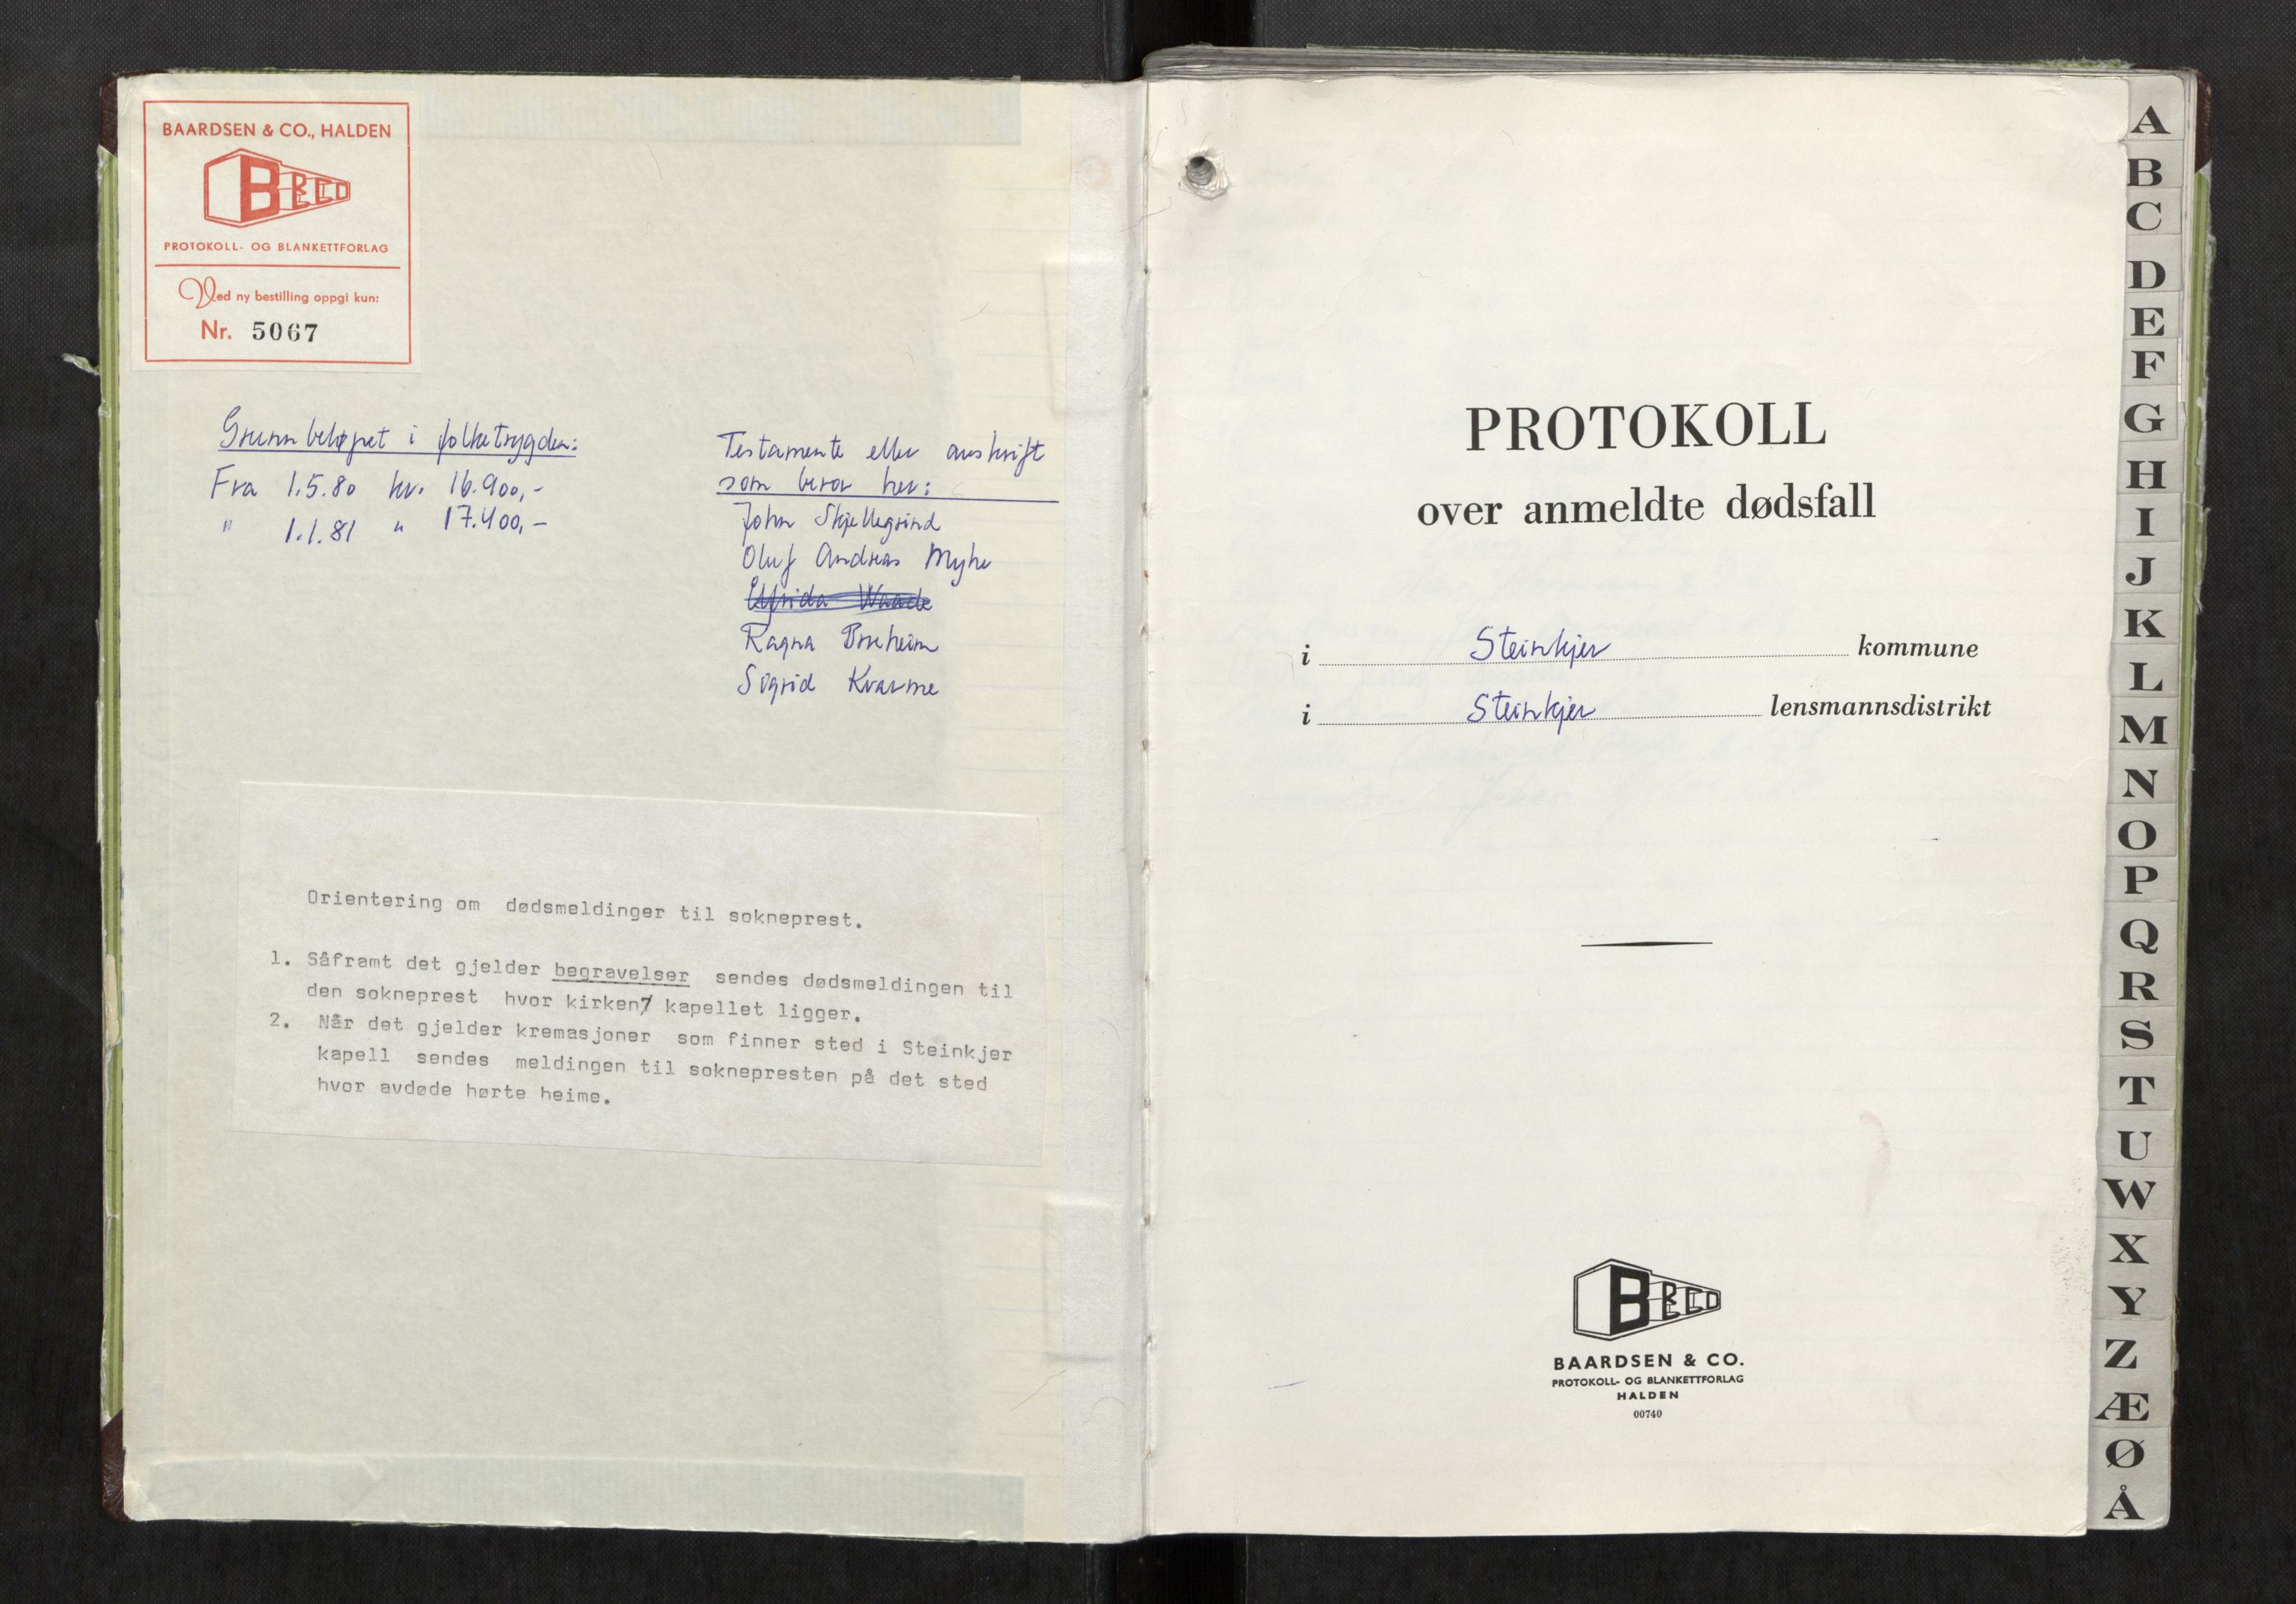 BAARDSEN & CO., HALDEN
B B & CO
PROTOKOLL- OG BLANKETTFORLAG
Ved ny bestilling oppgi kun:
Nr. 5067
Grunnbeløpet i folketrygden:
Fra 1.5.80 kr. 16.900,-
" 1.1.81 " 17.400,-
Testamente eller avskrift
som beror her:
John Skjellegrind
Oluf Andreas Myhr
Elfrida Waade
Ragna
Sigrid Kvarme
Orientering om dødsmeldinger til sokneprest.
1. Såframt det gjelder begravelser sendes dødsmeldingen til
den sokneprest hvor kirken/ kapellet ligger.
2. Når det gjelder kremasjoner som finner sted i Steinkjer
kapell sendes meldingen til soknepresten på det sted
hvor avdøde hørte heime.
PROTOKOLL
over anmeldte dødsfall
i Steinkjer kommune
i Steinkjer lensmannsdistrikt
B B & CO
BAARDSEN & CO.
PROTOKOLL- OG BLANKETTFORLAG
HALDEN
00740
A
B
C
D
E
F
G
H
I
J
K
L
M
N
O
P
Q
R
S
T
U
W
X
Y
Z
Æ
Ø
Å